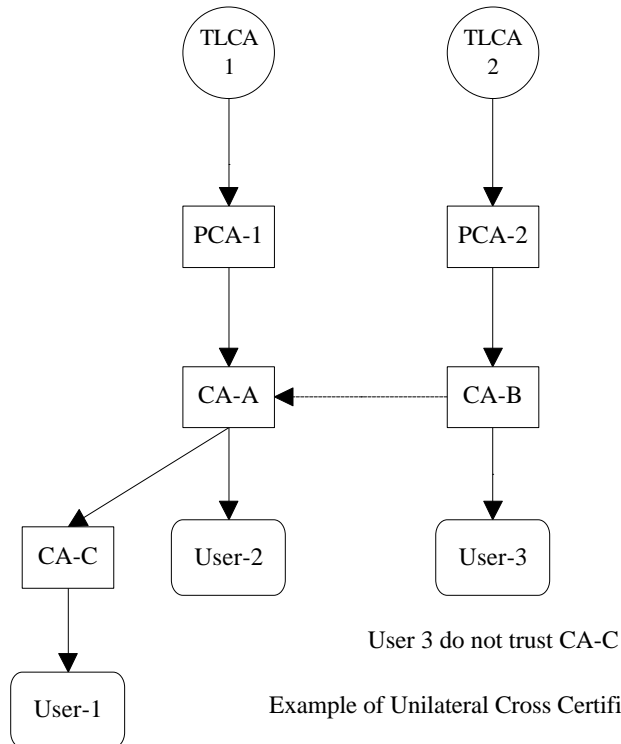 TLCA
1
TLCA
2
PCA-1
PCA-2
CA-A
CA-B
CA-C
User-2
User-3
User 3 do not trust CA-C
User-1
Example of Unilateral Cross Certifi